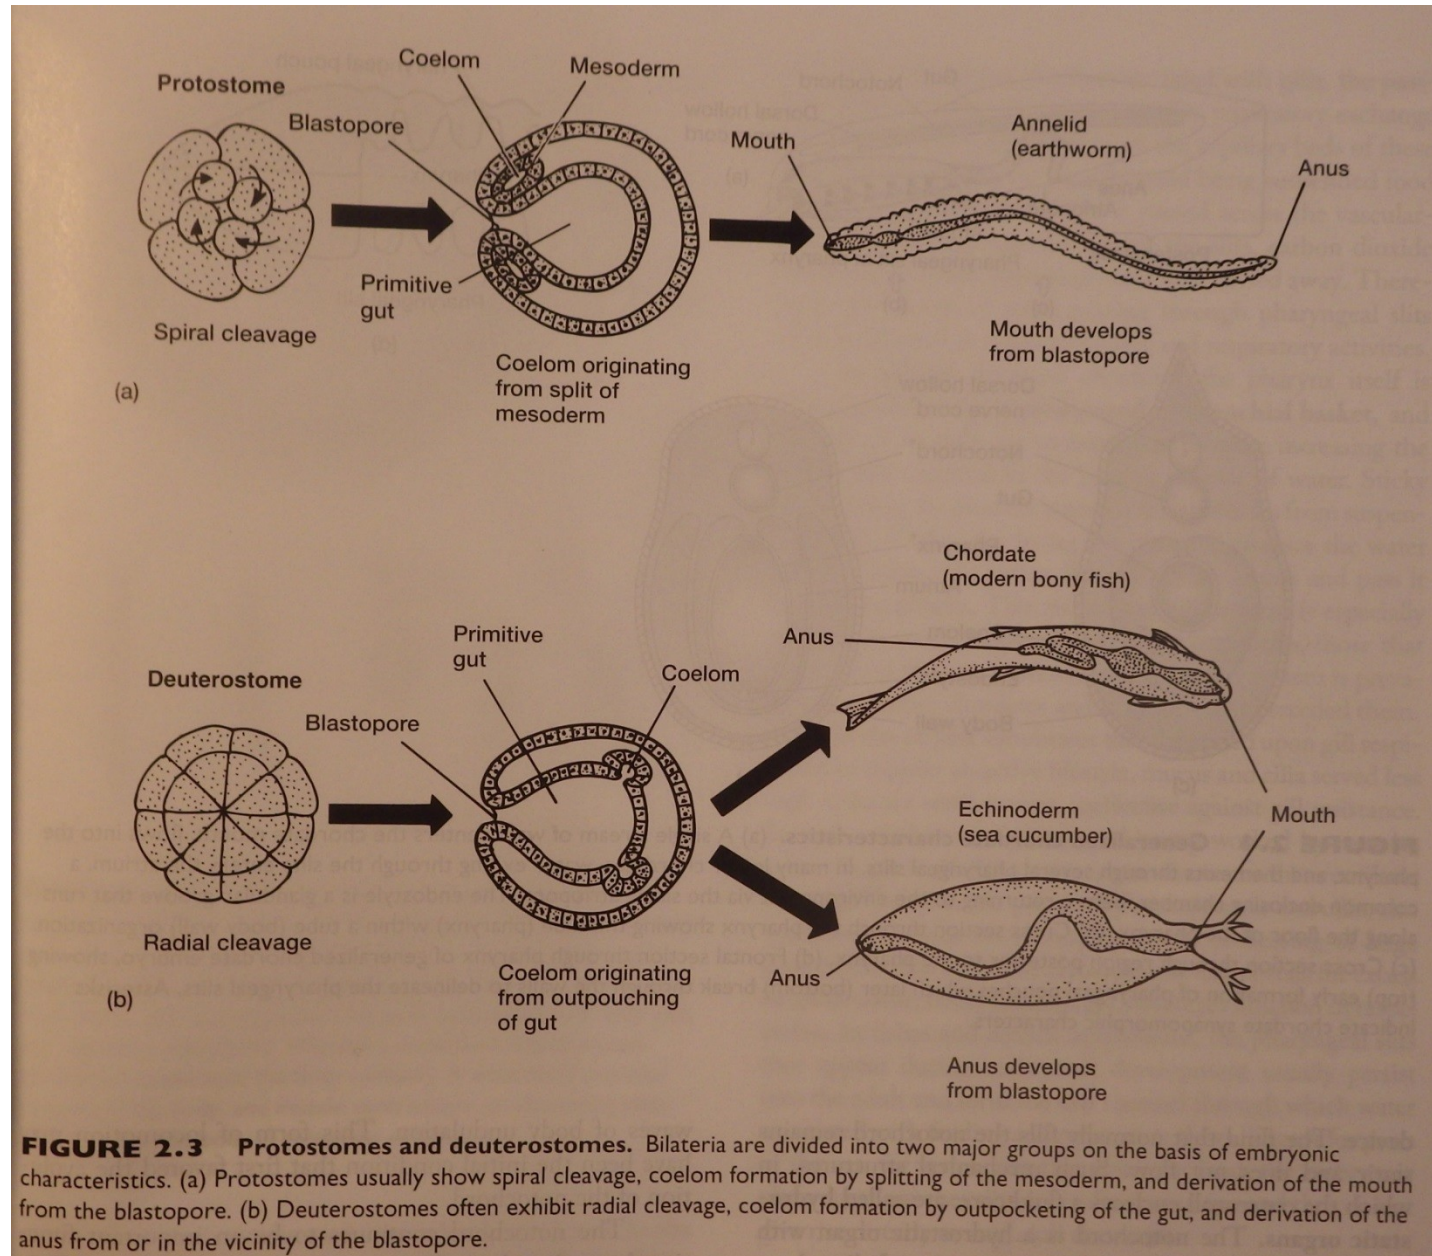 Protostome
Coelom
Mesoderm
Blastopore
Primitive
gut
Spiral cleavage
Coelom originating
from split of
mesoderm
(a)
Mouth
Annelid
(earthworm)
Anus
Mouth develops
from blastopore
Deuterostome
Primitive
gut
Coelom
Blastopore
Radial cleavage
Coelom originating
from outpouching
of gut
(b)
Chordate
(modern bony fish)
Anus
Echinoderm
(sea cucumber)
Mouth
Anus
Anus develops
from blastopore
FIGURE 2.3 Protostomes and deuterostomes. Bilateria are divided into two major groups on the basis of embryonic
characteristics. (a) Protostomes usually show spiral cleavage, coelom formation by splitting of the mesoderm, and derivation of the mouth
from the blastopore. (b) Deuterostomes often exhibit radial cleavage, coelom formation by outpocketing of the gut, and derivation of the
anus from or in the vicinity of the blastopore.